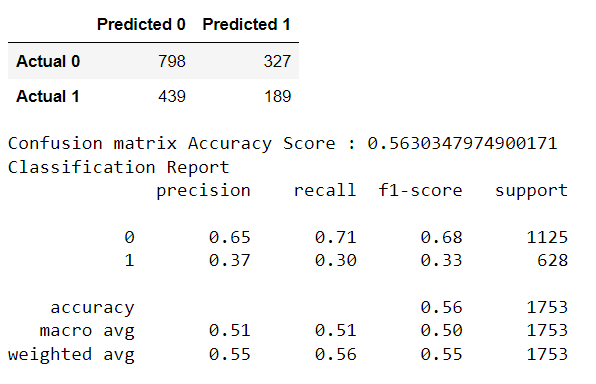 Predicted 0 Predicted 1
Actual 0 798 327
Actual 1 439 189
Confusion matrix Accuracy Score : 0.5630347974900171
Classification Report
precision recall f1-score support
0 0.65 0.71 0.68 1125
1 0.37 0.30 0.33 628
accuracy 0.56 1753
macro avg 0.51 0.51 0.50 1753
weighted avg 0.55 0.56 0.55 1753